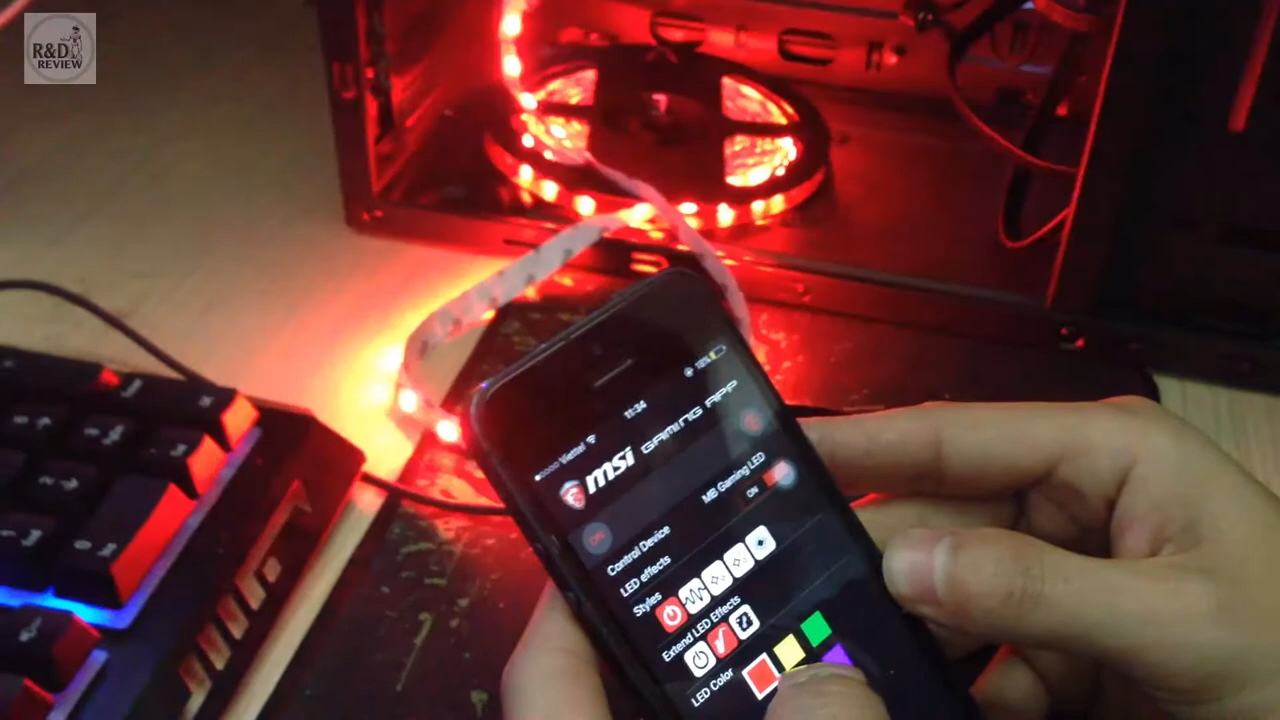 R&D
REVIEW
Viettel
11:34
msi GAMING APP
Control Device
MB Gaming LED
ON
LED effects
Styles
Extend LED Effects
LED Color